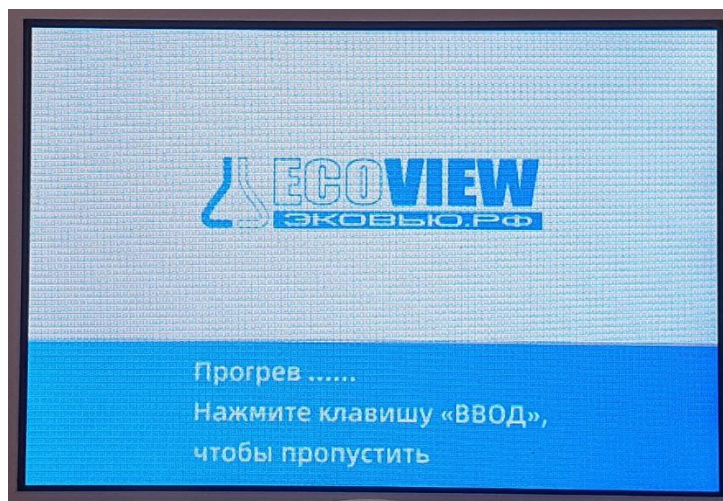 ECOVIEW
ЭКОВЬЮ.РФ
Прогрев ......
Нажмите клавишу «ВВОД»,
чтобы пропустить